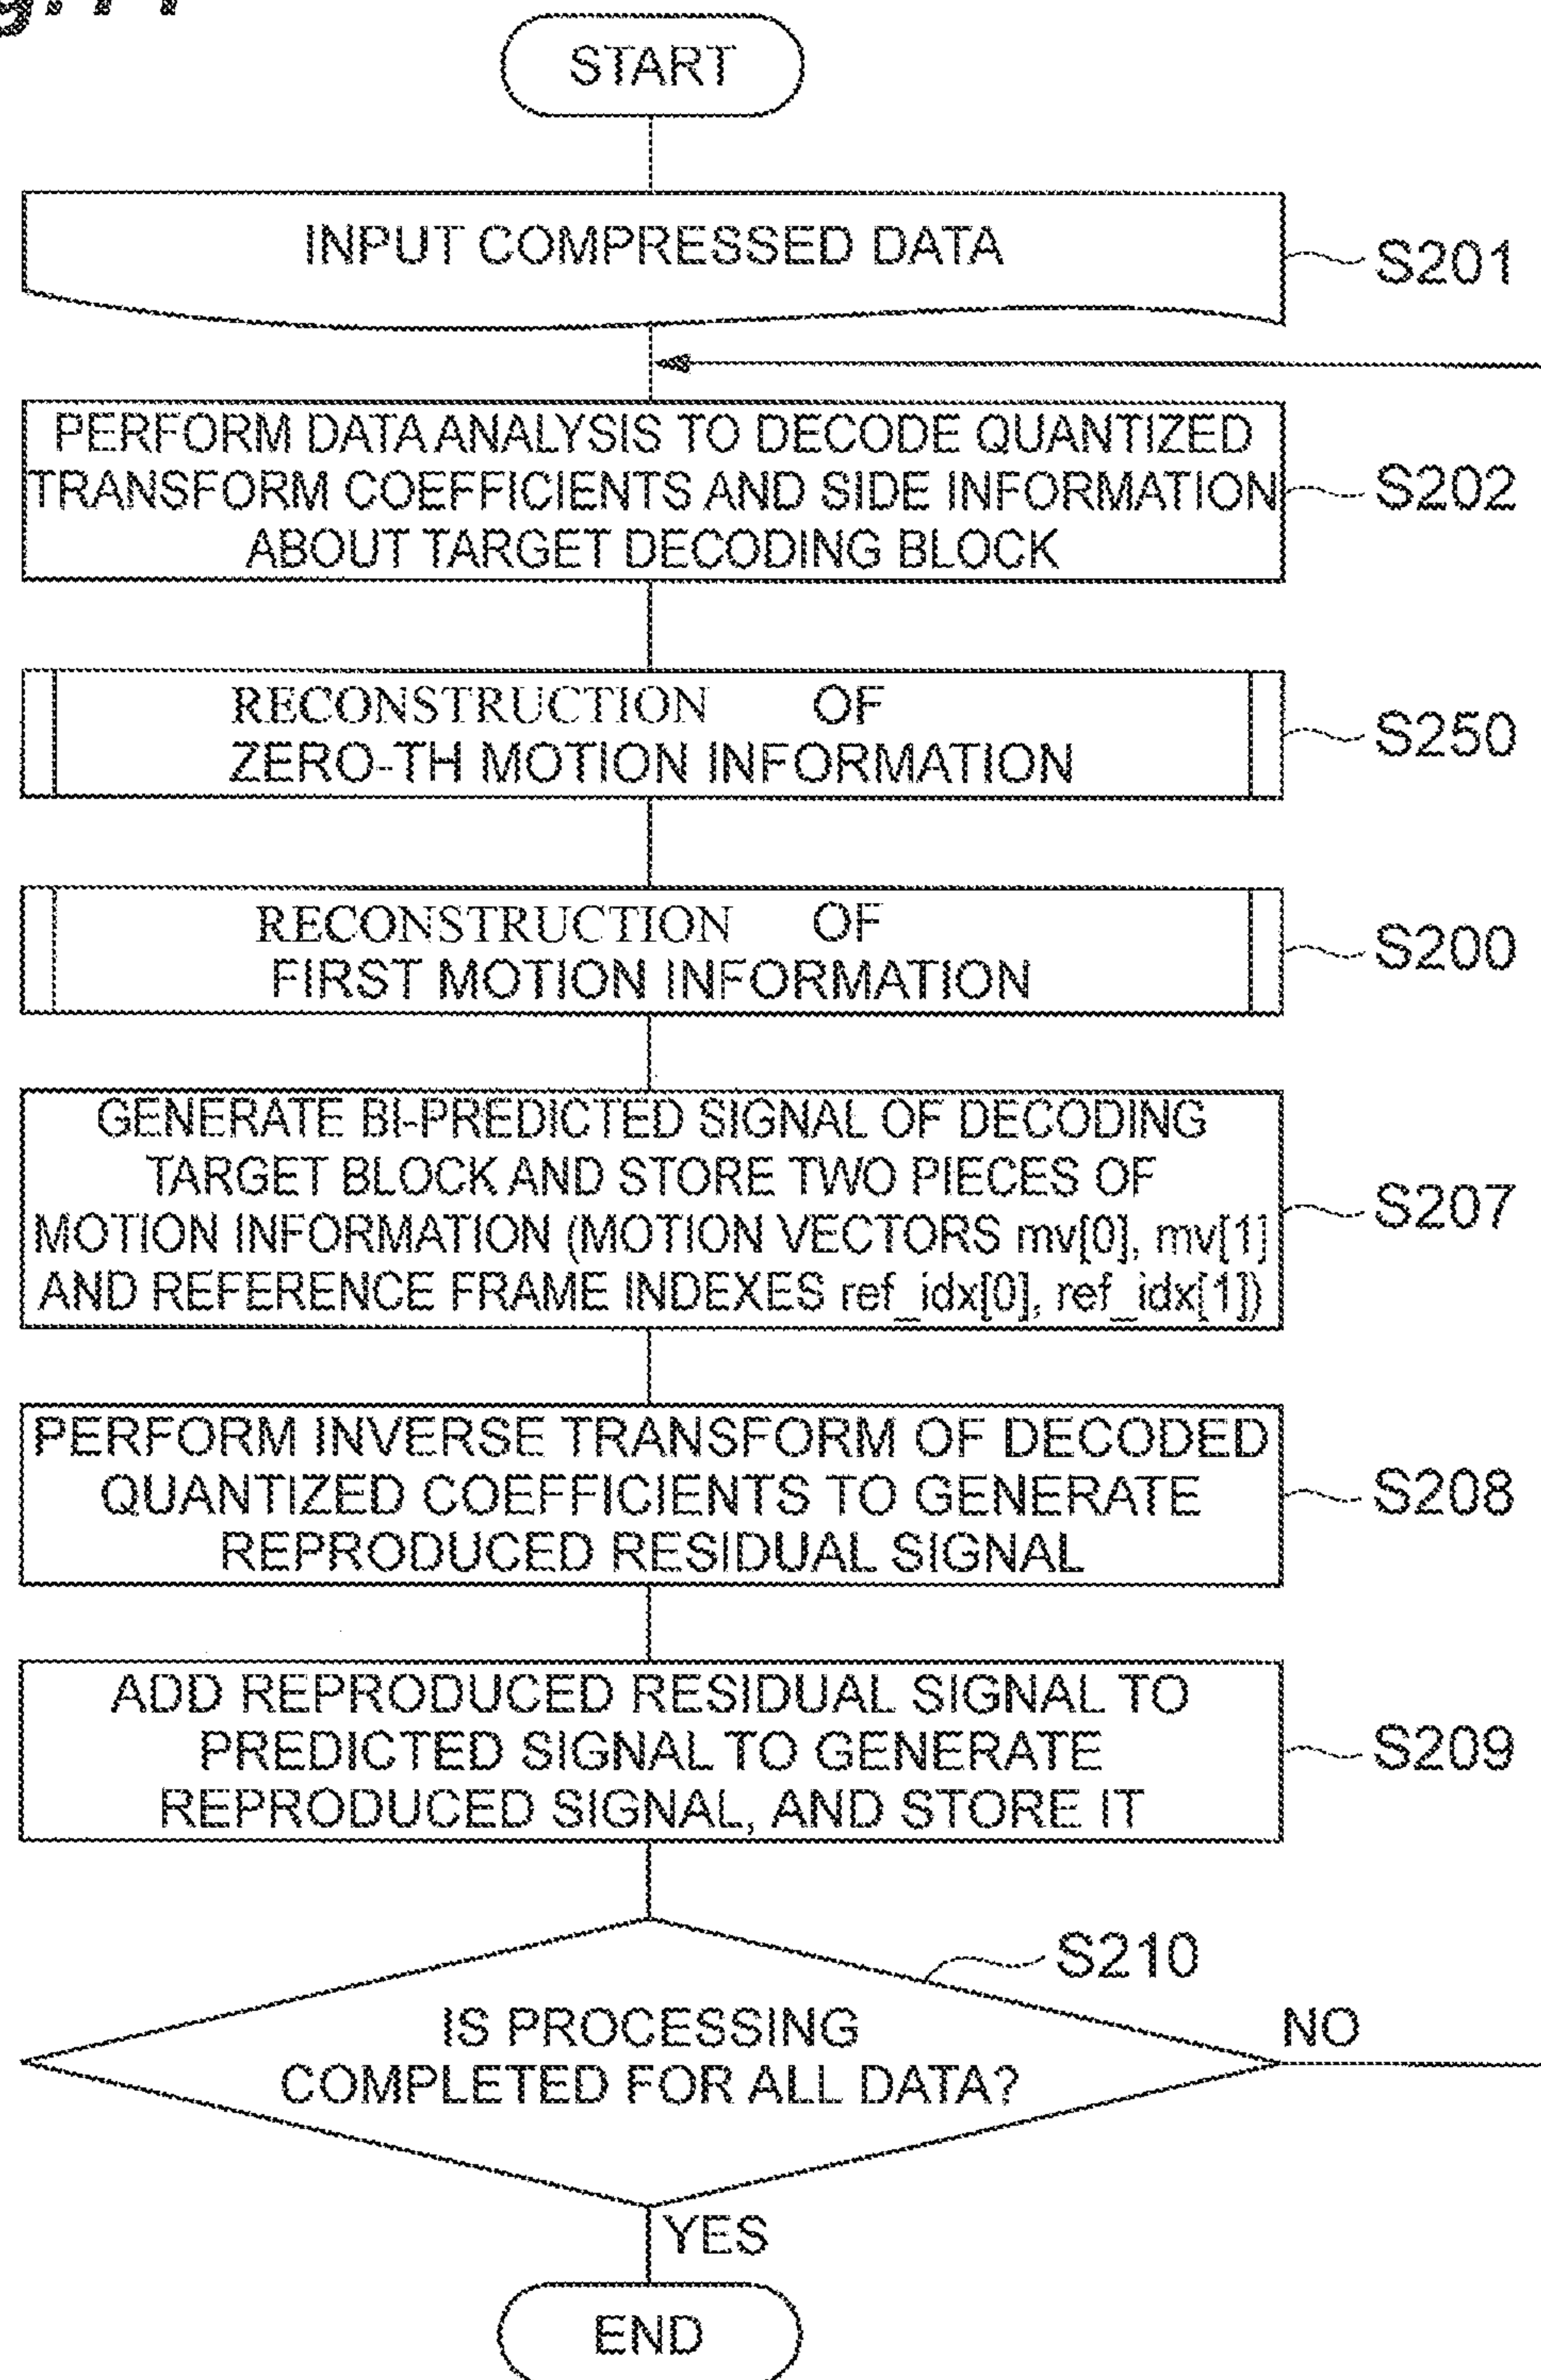 START
INPUT COMPRESSED DATA
S201
PERFORM DATA ANALYSIS TO DECODE QUANTIZED
TRANSFORM COEFFICIENTS AND SIDE INFORMATION
ABOUT TARGET DECODING BLOCK
S202
RECONSTRUCTION OF
ZERO-TH MOTION INFORMATION
S250
RECONSTRUCTION OF
FIRST MOTION INFORMATION
S200
GENERATE BI-PREDICTED SIGNAL OF DECODING
TARGET BLOCK AND STORE TWO PIECES OF
MOTION INFORMATION (MOTION VECTORS mv[0], mv[1]
AND REFERENCE FRAME INDEXES ref_idx[0], ref_idx[1])
S207
PERFORM INVERSE TRANSFORM OF DECODED
QUANTIZED COEFFICIENTS TO GENERATE
REPRODUCED RESIDUAL SIGNAL
S208
ADD REPRODUCED RESIDUAL SIGNAL TO
PREDICTED SIGNAL TO GENERATE
REPRODUCED SIGNAL, AND STORE IT
S209
S210
IS PROCESSING
COMPLETED FOR ALL DATA?
NO
YES
END